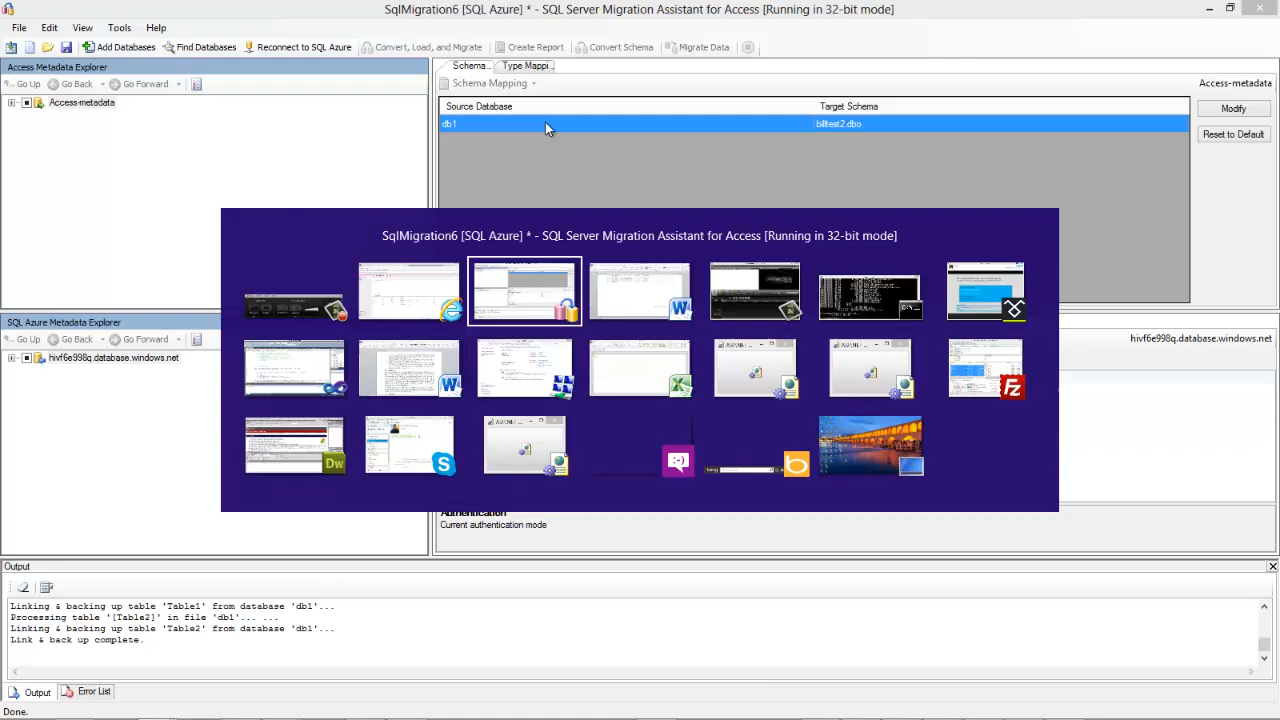 SqlMigration6 [SQL Azure] * - SQL Server Migration Assistant for Access [Running in 32-bit mode]
File Edit View Tools Help
Add Databases Find Databases Reconnect to SQL Azure Convert, Load, and Migrate Create Report Convert Schema Migrate Data
Access Metadata Explorer
Go Up Go Back Go Forward
Access-metadata
Schema... Type Mappi...
Schema Mapping
Access-metadata
Source Database Target Schema
db1 billtest2.dbo
Modify
Reset to Default
SqlMigration6 [SQL Azure] * - SQL Server Migration Assistant for Access [Running in 32-bit mode]
SQL Azure Metadata Explorer
Go Up Go Back Go Forward
hivf6e998q.database.windows.net
hivf6e998q.database.windows.net
Authentication
Current authentication mode
Output
Linking & backing up table 'Table1' from database 'db1'...
Processing table '[Table2]' in file 'db1'... ...
Linking & backing up table 'Table2' from database 'db1'...
Link & back up complete.
Output Error List
Done.